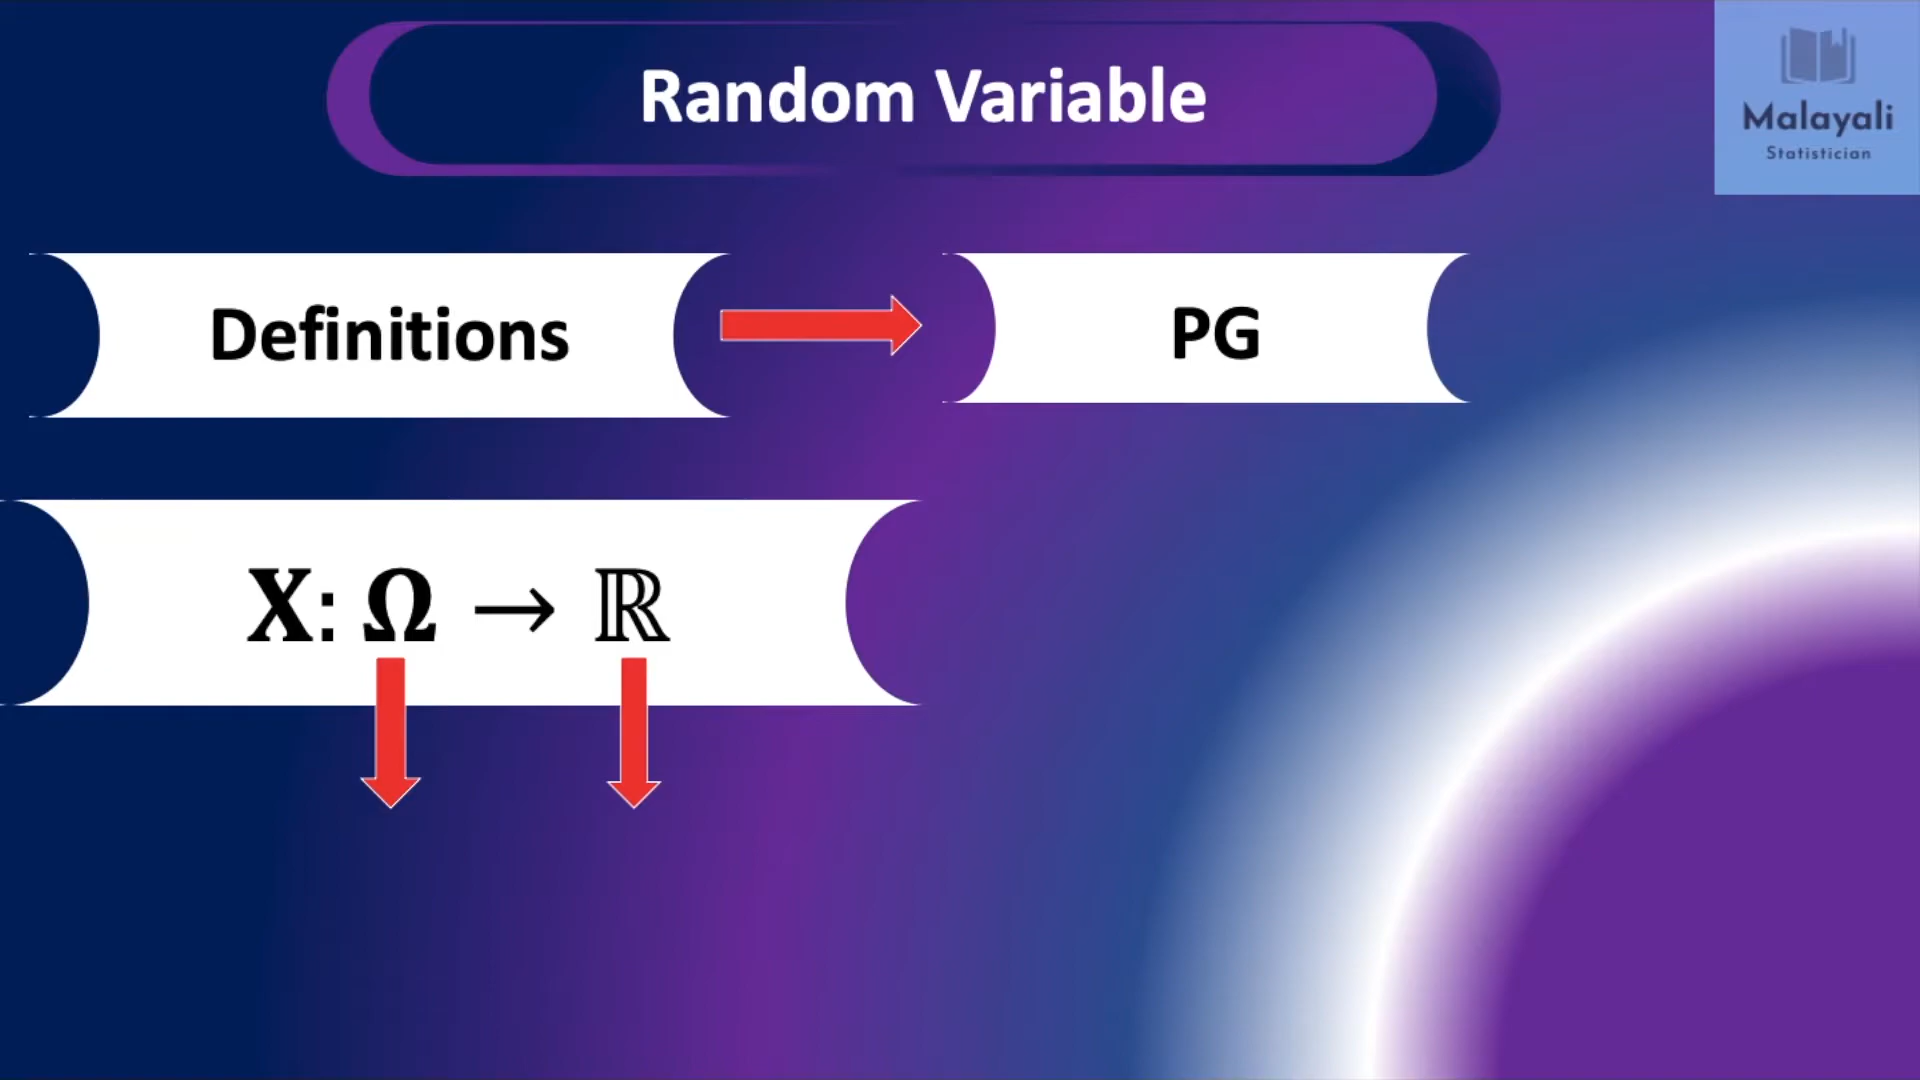 Random Variable
Malayali
Statistician
Definitions
PG
X: Ω → ℝ